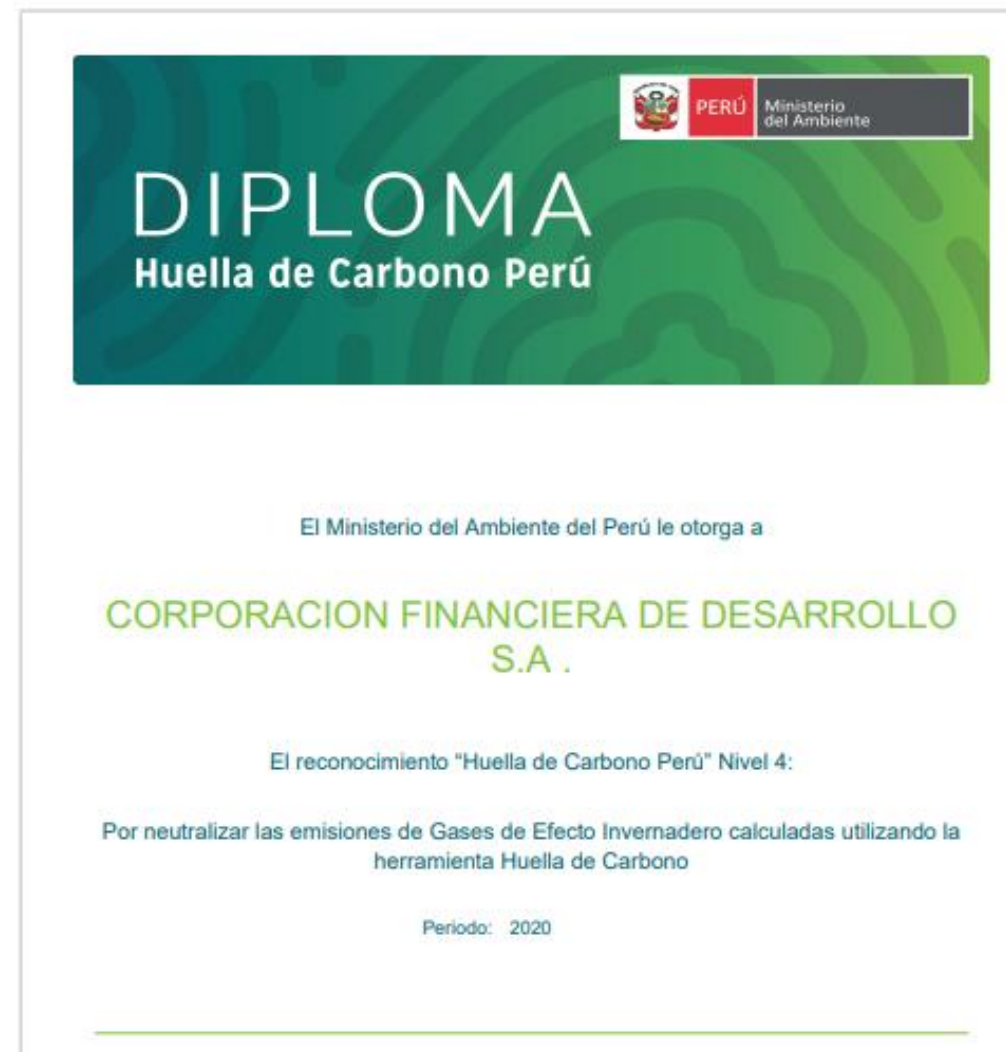 PERÚ
Ministerio
del Ambiente
DIPLOMA
Huella de Carbono Perú
El Ministerio del Ambiente del Perú le otorga a
CORPORACION FINANCIERA DE DESARROLLO
S.A .
El reconocimiento “Huella de Carbono Perú” Nivel 4:
Por neutralizar las emisiones de Gases de Efecto Invernadero calculadas utilizando la
herramienta Huella de Carbono
Periodo: 2020